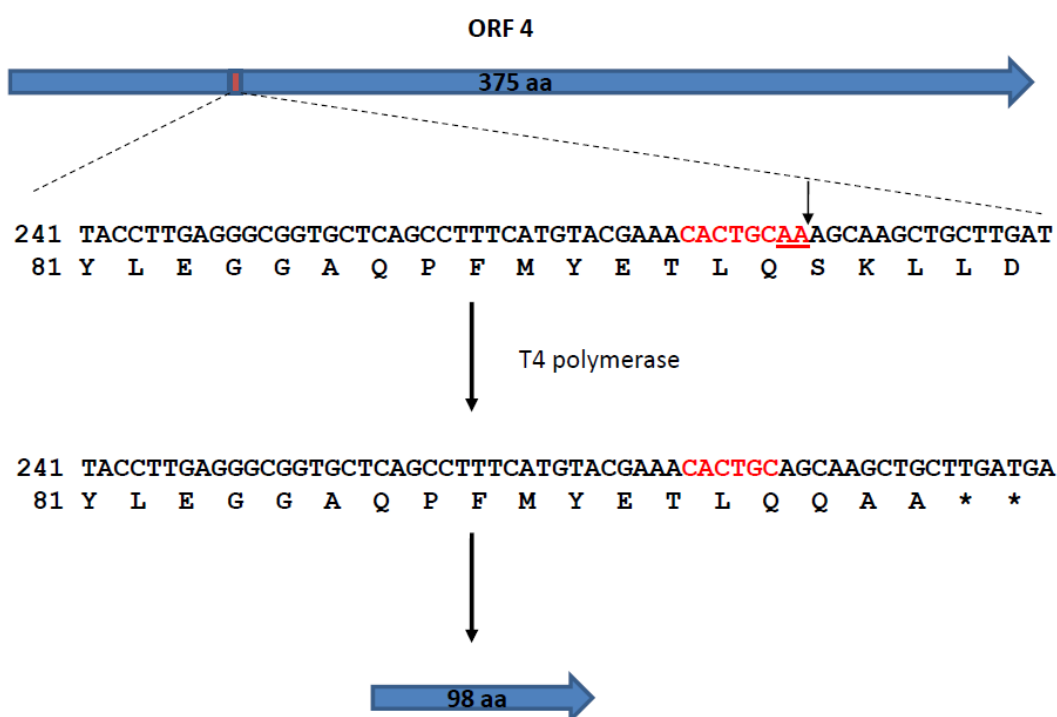 ORF 4
375 aa
241 TACCTTGAGGGCGGTGCTCAGCCTTTCATGTACGAAACACTGCAAAGCAAGCTGCTTGAT
81 Y L E G G A Q P F M Y E T L Q S K L L D
T4 polymerase
241 TACCTTGAGGGCGGTGCTCAGCCTTTCATGTACGAAACACTGCAGCAAGCTGCTTGATGA
81 Y L E G G A Q P F M Y E T L Q Q A A * *
98 aa